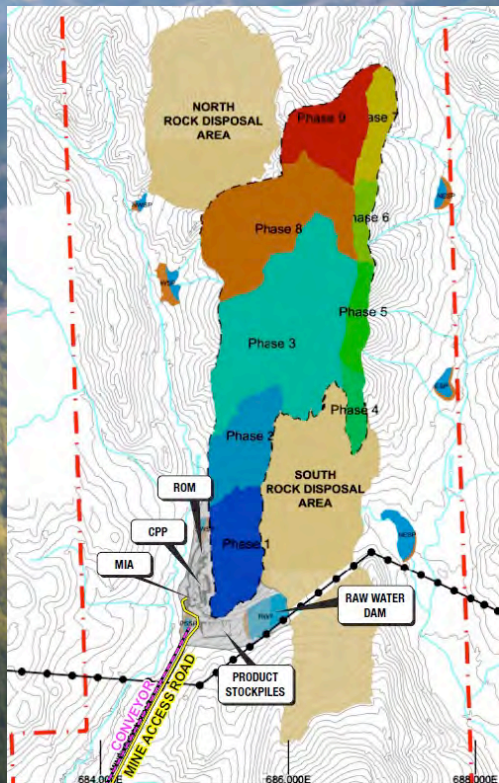 NORTH
ROCK DISPOSAL
AREA
Phase 9
ase
Phase 8
Phase 6
Phase 5
Phase 3
Phase 4
Phase 2
SOUTH
ROCK DISPOSAL
AREA
ROM
CPP
Phase 1
MIA
RAW WATER
DAM
PRODUCT
STOCKPILES
CONVEYOR
MINE ACCESS ROAD
684,000E
686,000E
688,000E